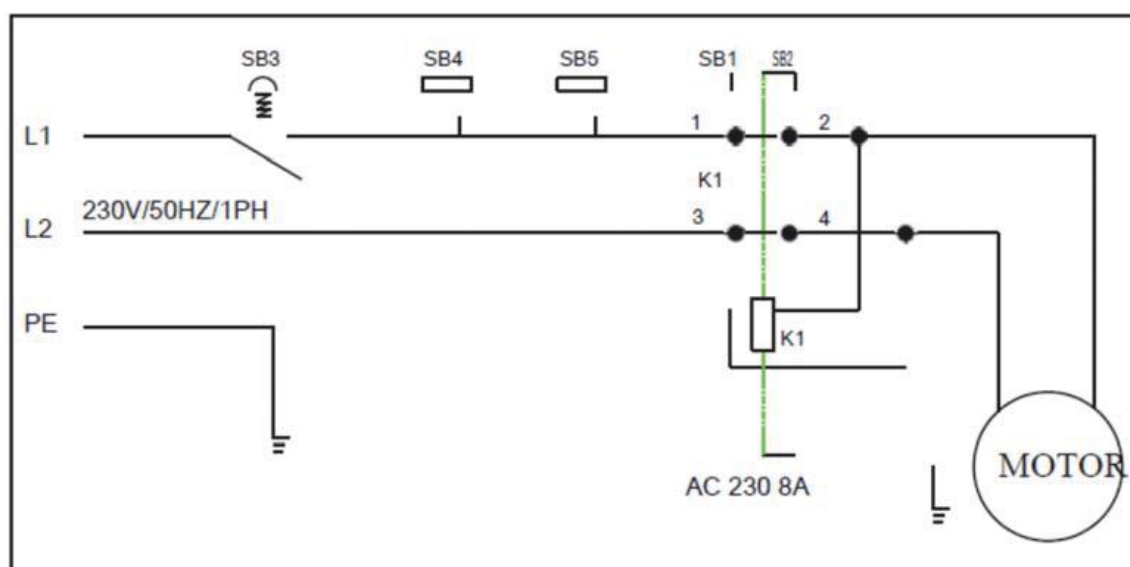 SB3 SB4 SB5 SB1 SB2
L1 1 2
K1
230V/50HZ/1PH
L2 3 4
PE
K1
AC 230 8A
MOTOR